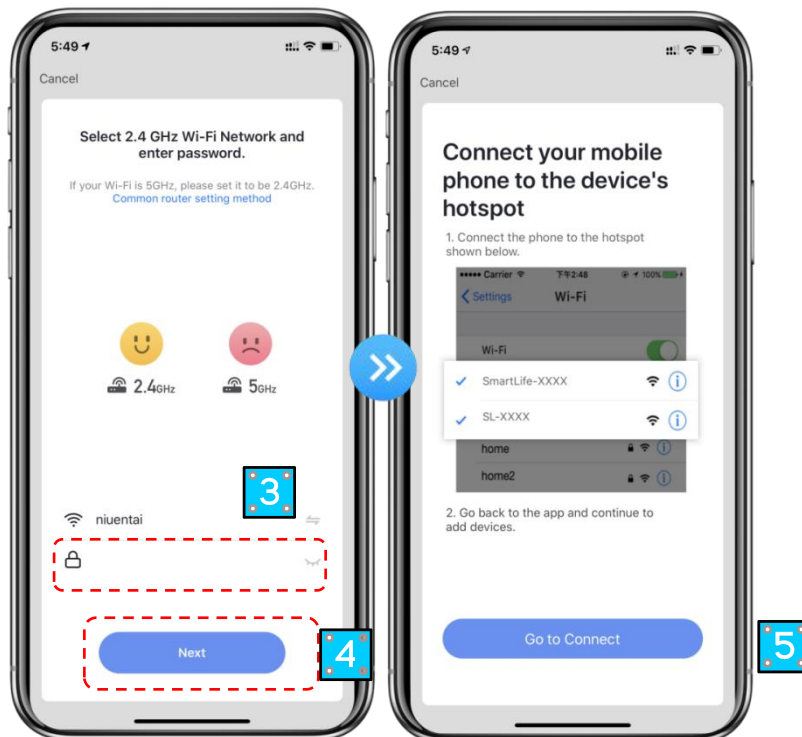 5:49
Cancel
Select 2.4 GHz Wi-Fi Network and
enter password.
If your Wi-Fi is 5GHz, please set it to be 2.4GHz.
Common router setting method
2.4GHz
5GHz
3
niuentai
Next
4
5:49
Cancel
Connect your mobile
phone to the device's
hotspot
1. Connect the phone to the hotspot
shown below.
Carrier 下午2:48 100%
Settings Wi-Fi
Wi-Fi
SmartLife-XXXX
SL-XXXX
home
home2
2. Go back to the app and continue to
add devices.
Go to Connect
5